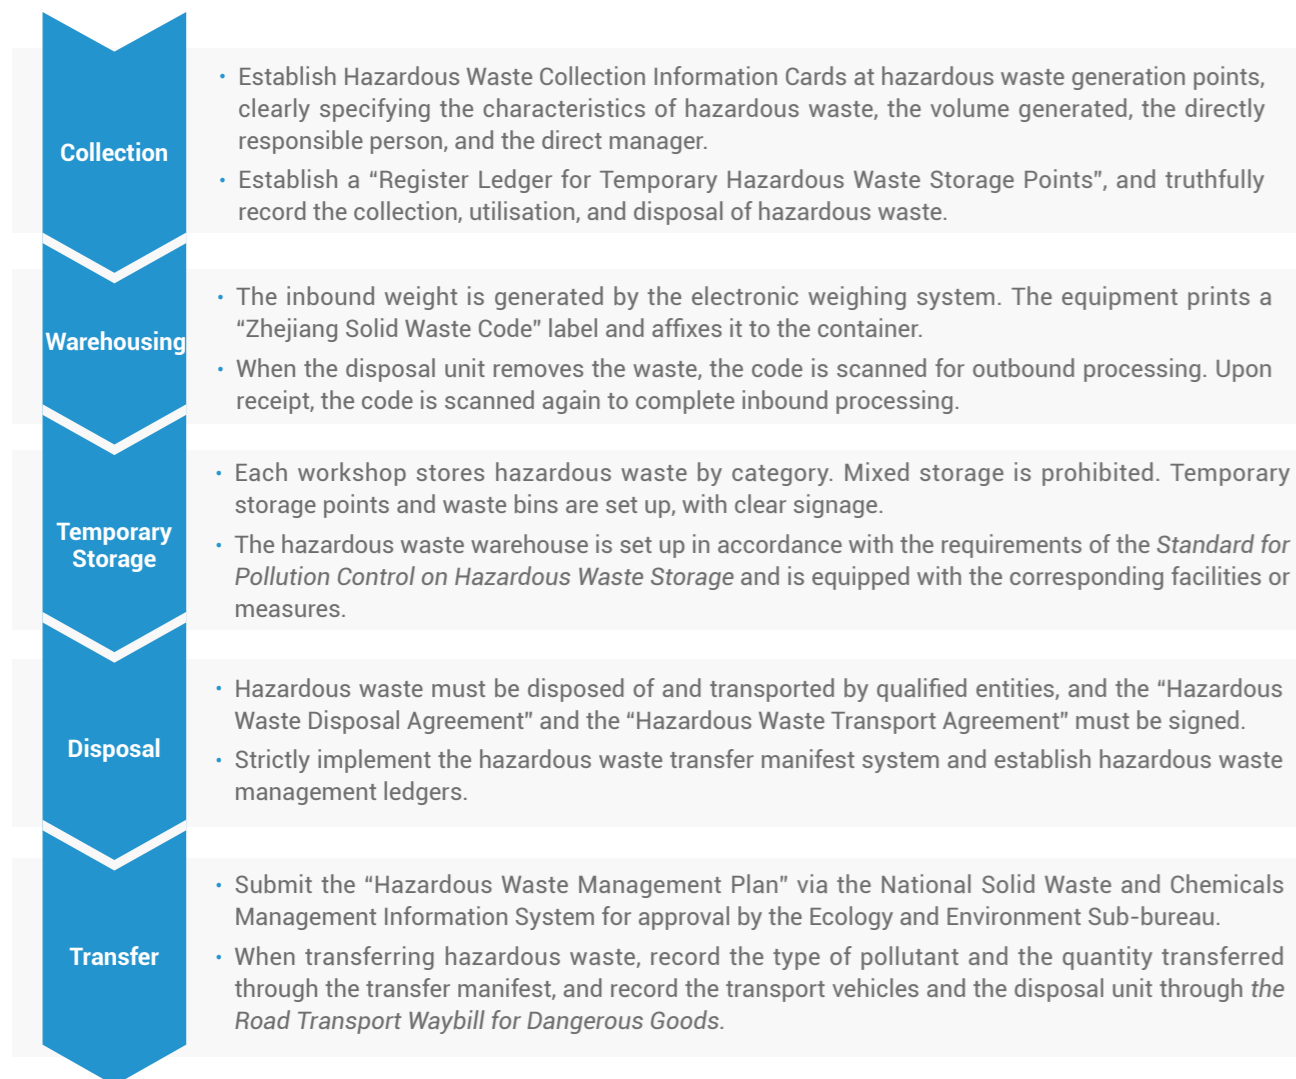 Collection
• Establish Hazardous Waste Collection Information Cards at hazardous waste generation points,
clearly specifying the characteristics of hazardous waste, the volume generated, the directly
responsible person, and the direct manager.
• Establish a “Register Ledger for Temporary Hazardous Waste Storage Points”, and truthfully
record the collection, utilisation, and disposal of hazardous waste.
Warehousing
• The inbound weight is generated by the electronic weighing system. The equipment prints a
“Zhejiang Solid Waste Code” label and affixes it to the container.
• When the disposal unit removes the waste, the code is scanned for outbound processing. Upon
receipt, the code is scanned again to complete inbound processing.
Temporary
Storage
• Each workshop stores hazardous waste by category. Mixed storage is prohibited. Temporary
storage points and waste bins are set up, with clear signage.
• The hazardous waste warehouse is set up in accordance with the requirements of the Standard for
Pollution Control on Hazardous Waste Storage and is equipped with the corresponding facilities or
measures.
Disposal
• Hazardous waste must be disposed of and transported by qualified entities, and the “Hazardous
Waste Disposal Agreement” and the “Hazardous Waste Transport Agreement” must be signed.
• Strictly implement the hazardous waste transfer manifest system and establish hazardous waste
management ledgers.
Transfer
• Submit the “Hazardous Waste Management Plan” via the National Solid Waste and Chemicals
Management Information System for approval by the Ecology and Environment Sub-bureau.
• When transferring hazardous waste, record the type of pollutant and the quantity transferred
through the transfer manifest, and record the transport vehicles and the disposal unit through the
Road Transport Waybill for Dangerous Goods.